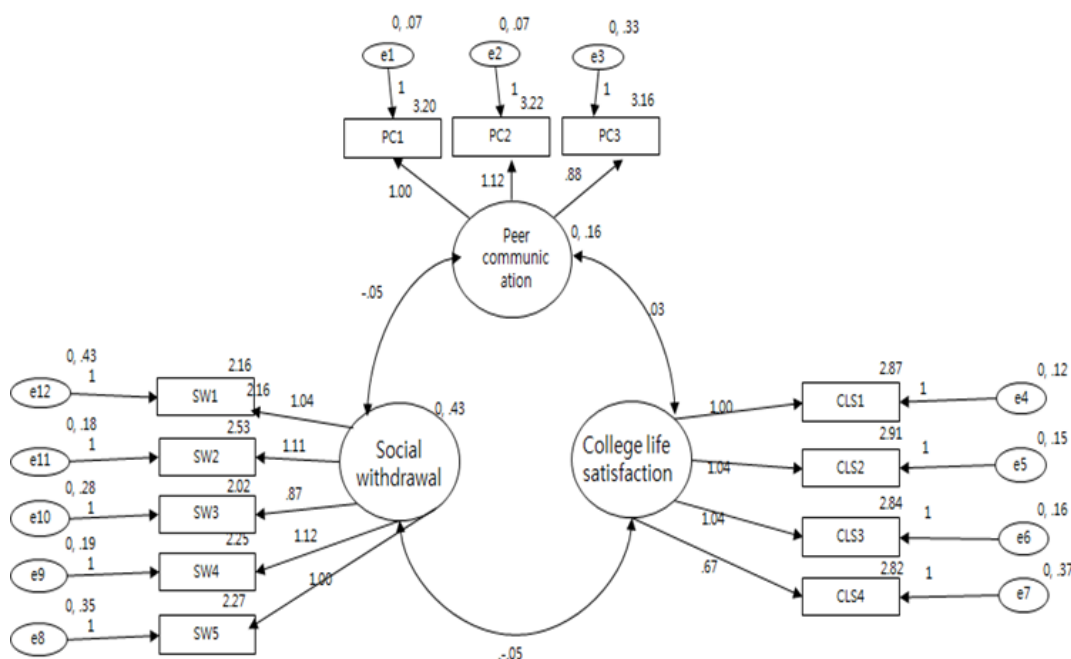 0, .07
0, .07
0, .33
e1
e2
e3
1
1
1
3.20
3.22
3.16
PC1
PC2
PC3
1.00
1.12
.88
Peer
communic
ation
0, .16
-.05
.03
0, .43
1
e12
2.16
2.16
SW1
1.04
0, .18
1
e11
2.53
SW2
1.11
0, .28
1
e10
2.02
SW3
.87
0, .19
1
e9
2.25
SW4
1.12
0, .35
1
e8
2.27
SW5
1.00
0, .43
Social
withdrawal
College life
satisfaction
2.87
CLS1
1.00
1
0, .12
e4
2.91
CLS2
1.04
1
0, .15
e5
2.84
CLS3
1.04
1
0, .16
e6
2.82
CLS4
.67
1
0, .37
e7
-.05